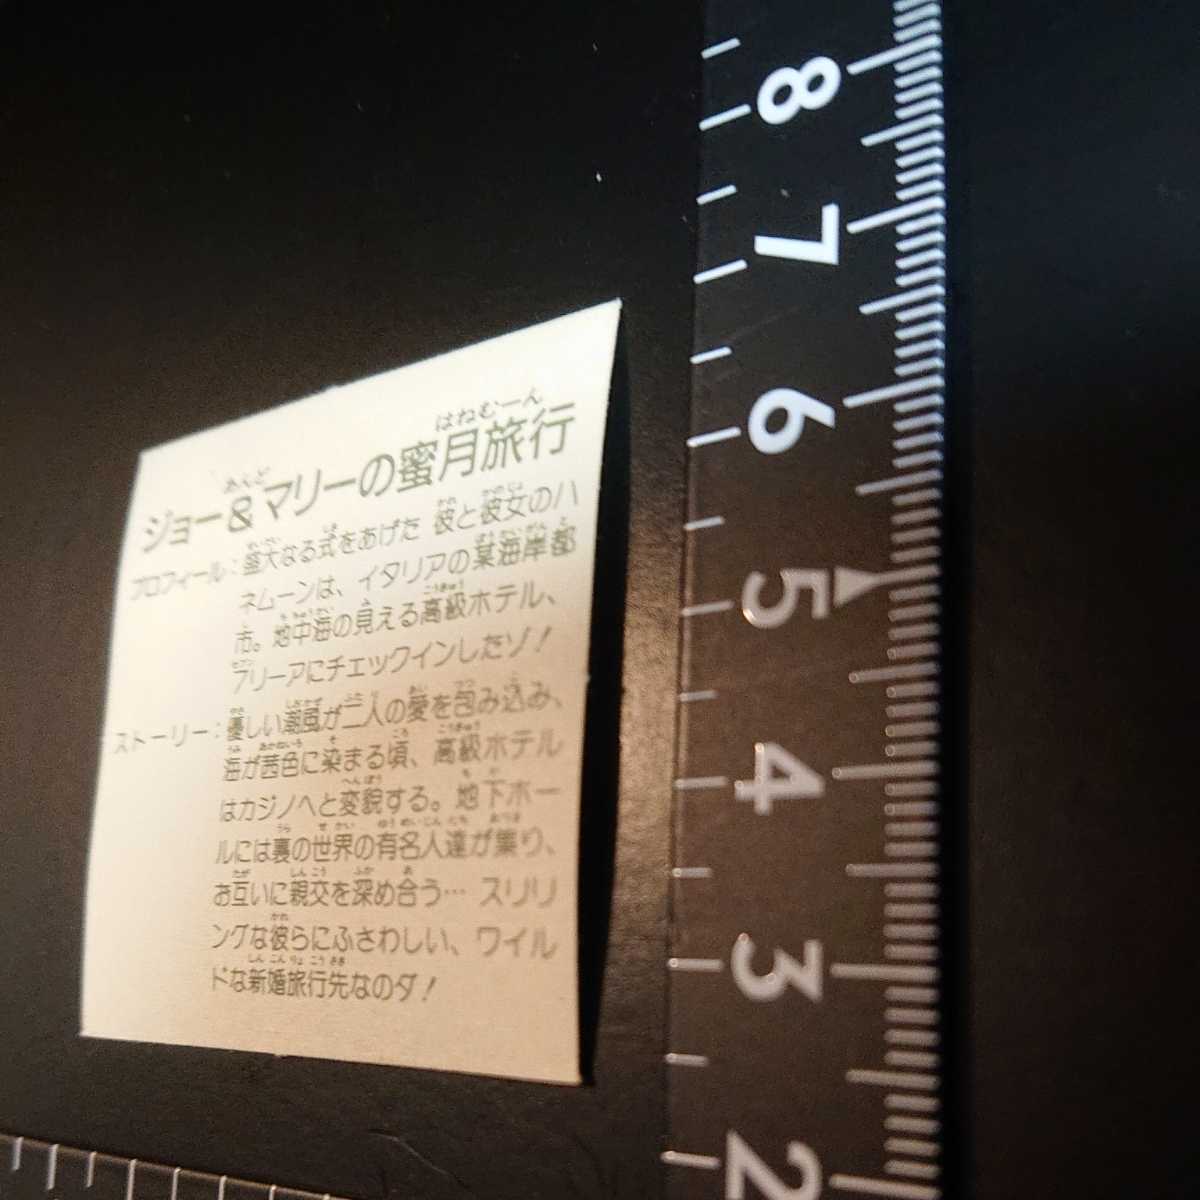 はねむーん
あんど
ジョー&マリーの蜜月旅行
プロフィール：盛大なる式をあげた 彼と彼女のハ
ネムーンは、イタリアの某海岸都
市。地中海の見える高級ホテル、
フリーアにチェックインしたゾ！
ストーリー：優しい潮風が二人の愛を包み込み、
海が茜色に染まる頃、高級ホテル
はカジノへと変貌する。地下ホー
ルには裏の世界の有名人達が集り、
お互いに親交を深め合う… スリリ
ングな彼らにふさわしい、ワイル
ドな新婚旅行先なのダ！
8
7
6
5
4
3
2